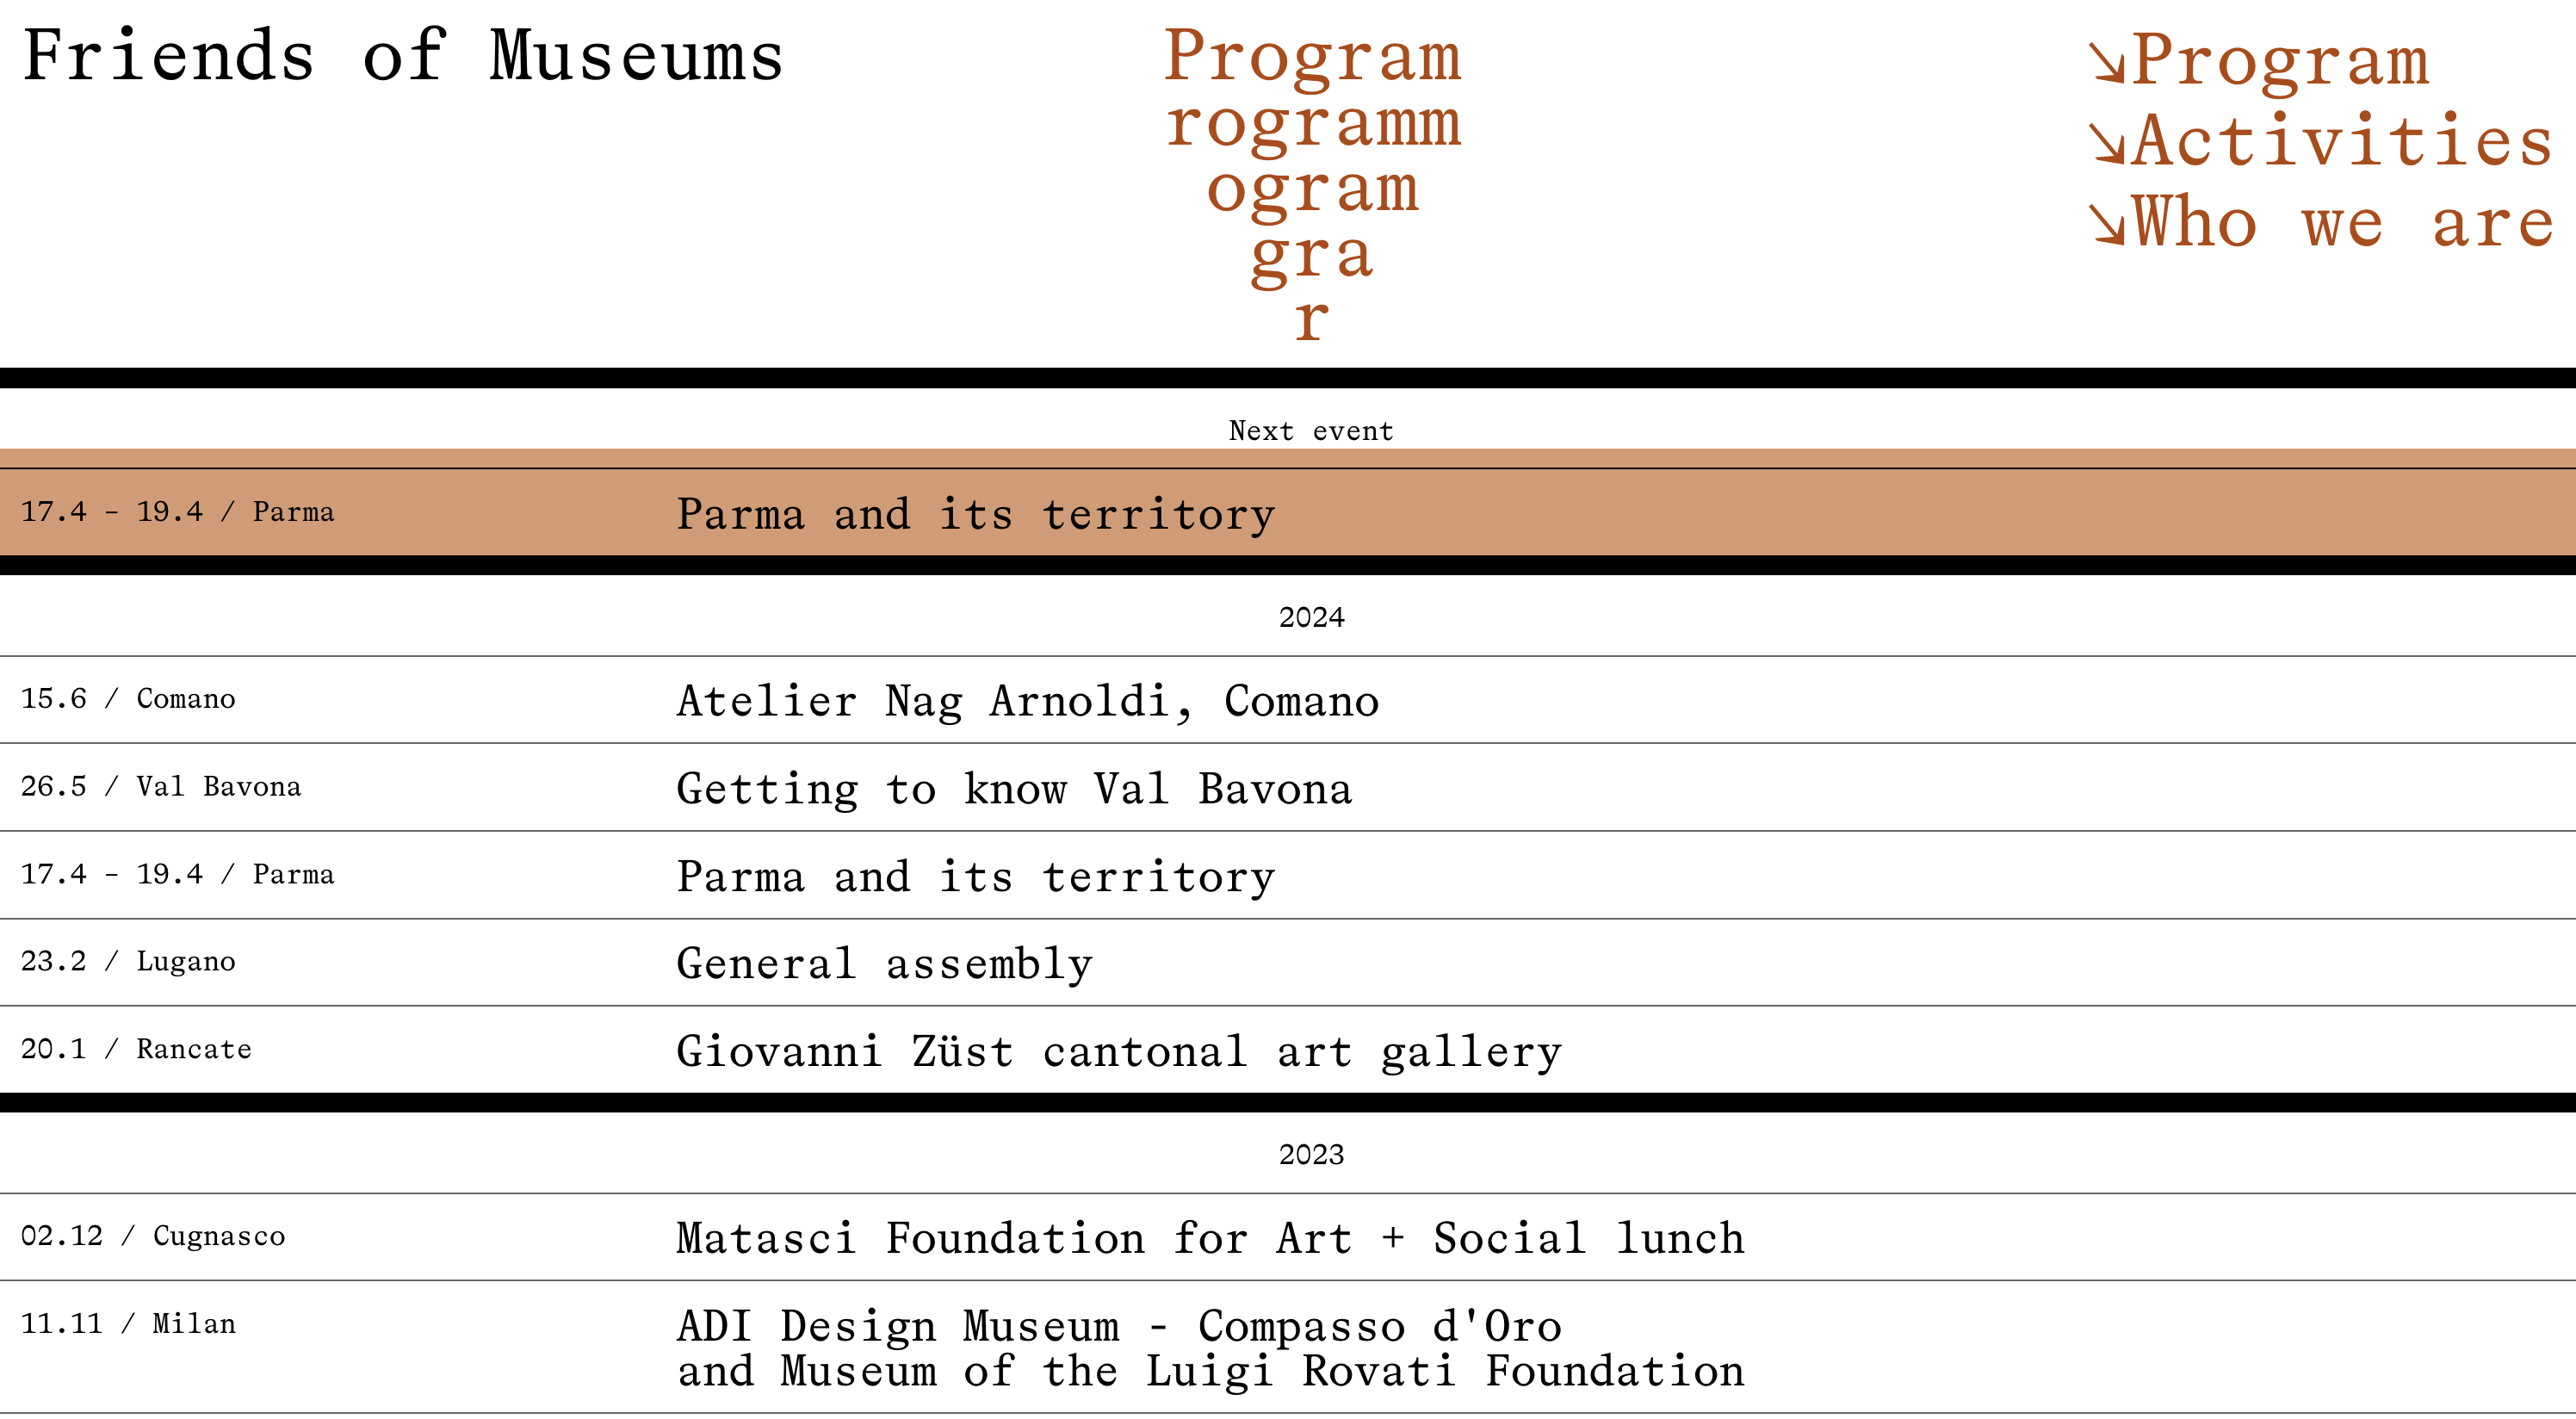 Friends of Museums
Program
rogramm
ogram
gra
r
↘Program
↘Activities
↘Who we are
Next event
17.4 – 19.4 / Parma
Parma and its territory
2024
15.6 / Comano
Atelier Nag Arnoldi, Comano
26.5 / Val Bavona
Getting to know Val Bavona
17.4 – 19.4 / Parma
Parma and its territory
23.2 / Lugano
General assembly
20.1 / Rancate
Giovanni Züst cantonal art gallery
2023
02.12 / Cugnasco
Matasci Foundation for Art + Social lunch
11.11 / Milan
ADI Design Museum - Compasso d'Oro
and Museum of the Luigi Rovati Foundation